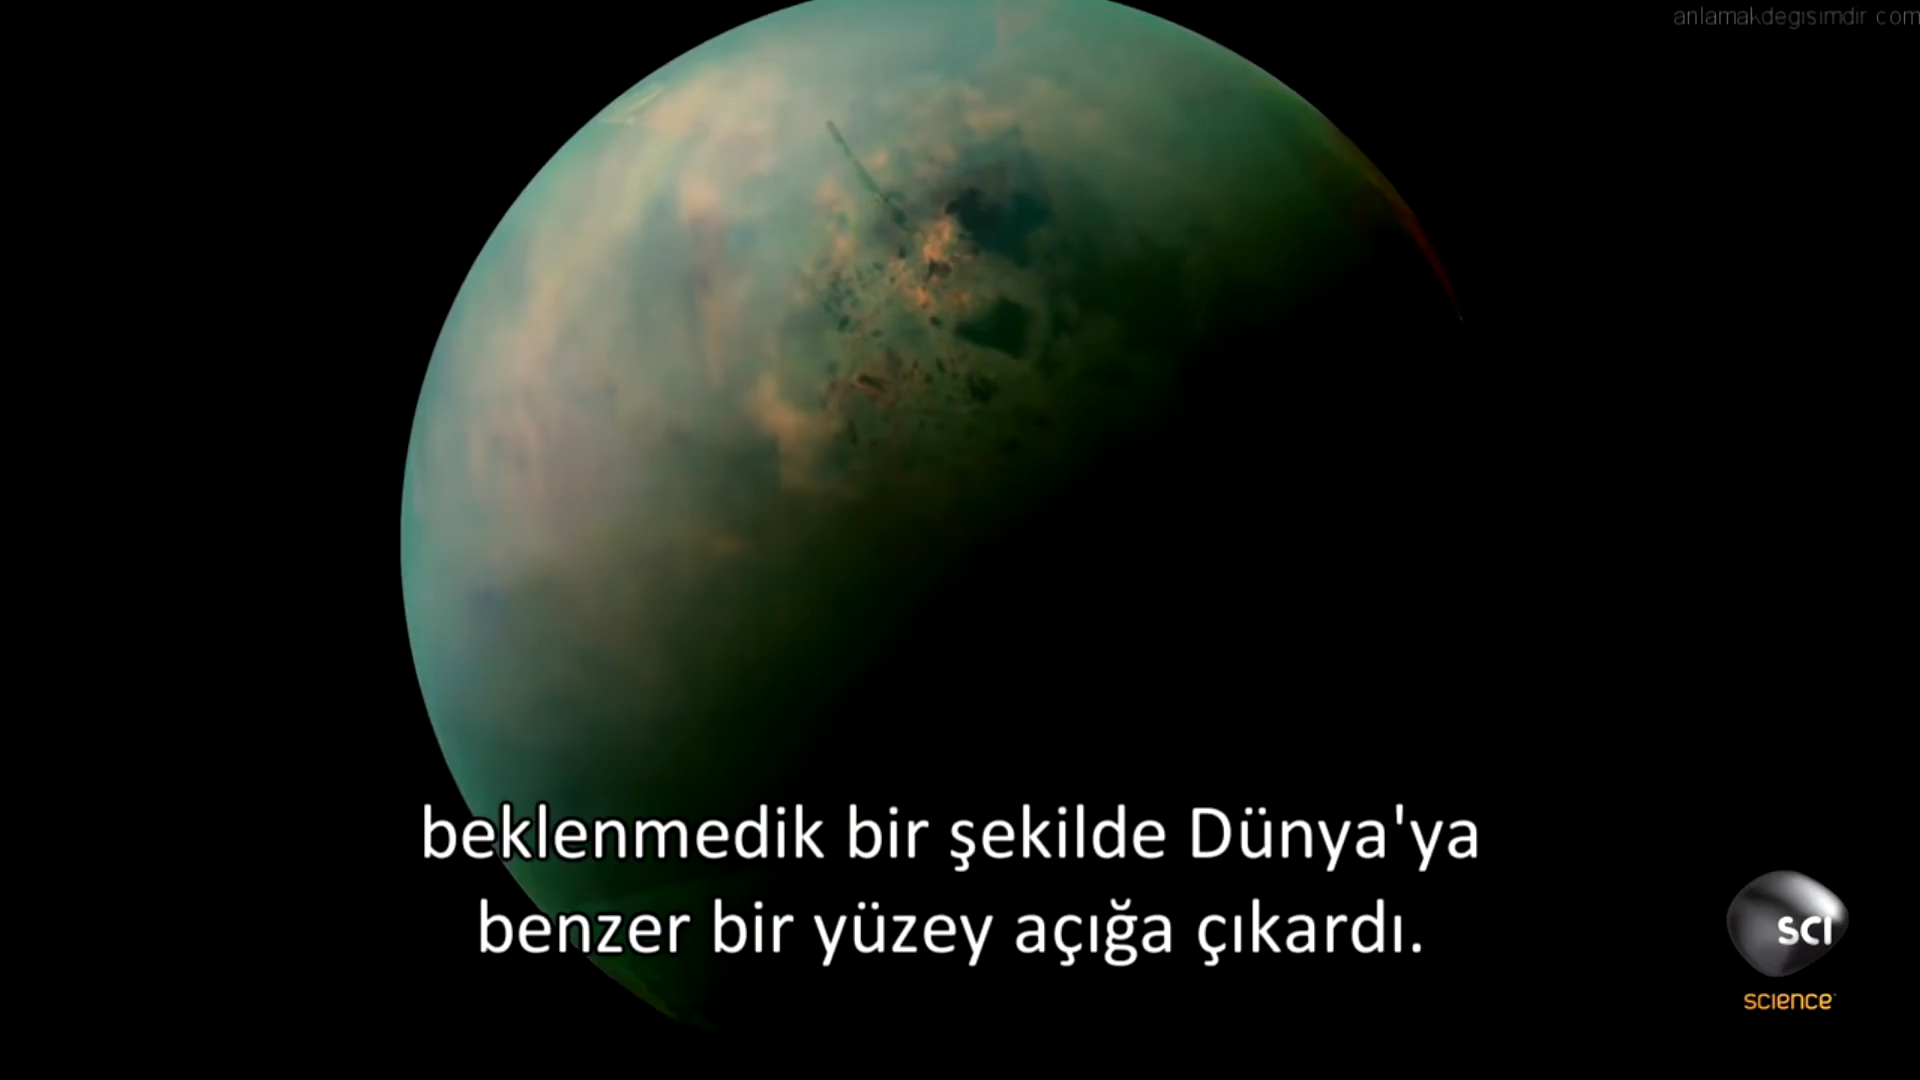 anlamakdegisimdir com
beklenmedik bir şekilde Dünya'ya
benzer bir yüzey açığa çıkardı.
SCI
SCIENCE